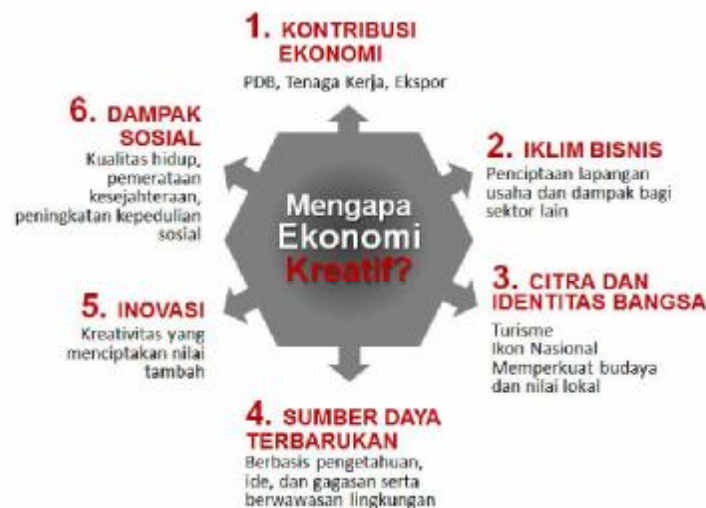 1. KONTRIBUSI
EKONOMI
PDB, Tenaga Kerja, Ekspor
6. DAMPAK
SOSIAL
Kualitas hidup,
pemerataan
kesejahteraan,
peningkatan kepedulian
sosial
2. IKLIM BISNIS
Penciptaan lapangan
usaha dan dampak bagi
sektor lain
Mengapa
Ekonomi
Kreatif?
3. CITRA DAN
IDENTITAS BANGSA
Turisme
Ikon Nasional
Memperkuat budaya
dan nilai lokal
5. INOVASI
Kreativitas yang
menciptakan nilai
tambah
4. SUMBER DAYA
TERBARUKAN
Berbasis pengetahuan,
ide, dan gagasan serta
berwawasan lingkungan